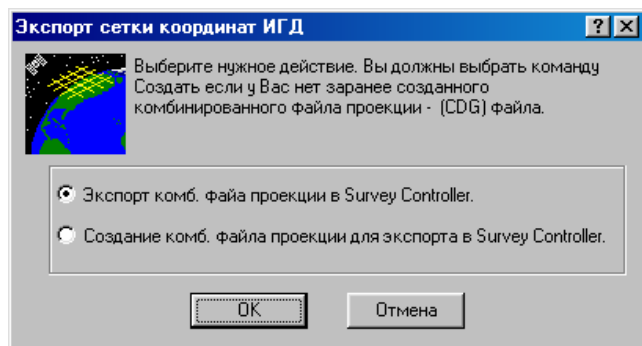 Экспорт сетки координат ИГД
Выберите нужное действие. Вы должны выбрать команду
Создать если у Вас нет заранее созданного
комбинированного файла проекции - (CDG) файла.
Экспорт комб. файа проекции в Survey Controller.
Создание комб. файла проекции для экспорта в Survey Controller.
OK
Отмена